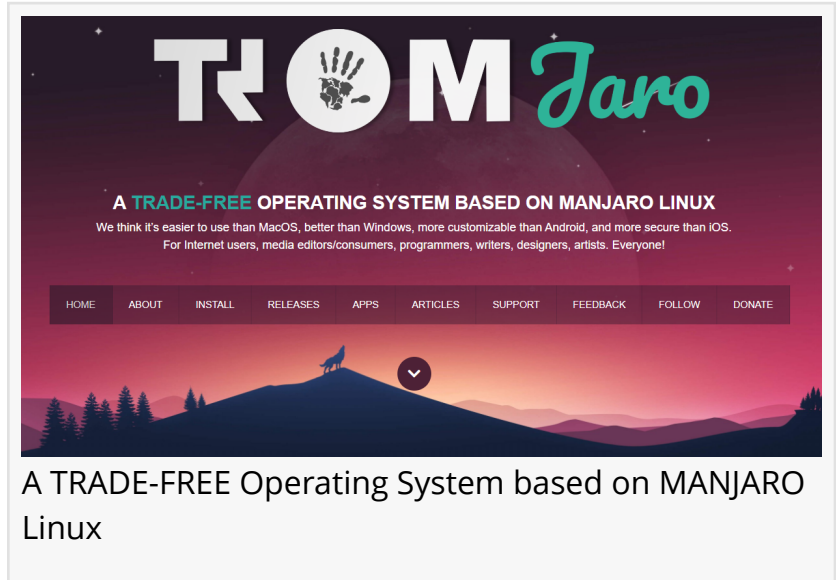 TROM Jaro
A TRADE-FREE OPERATING SYSTEM BASED ON MANJARO LINUX
We think it's easier to use than MacOS, better than Windows, more customizable than Android, and more secure than iOS.
For Internet users, media editors/consumers, programmers, writers, designers, artists. Everyone!
HOME ABOUT INSTALL RELEASES APPS ARTICLES SUPPORT FEEDBACK FOLLOW DONATE
A TRADE-FREE Operating System based on MANJARO
Linux